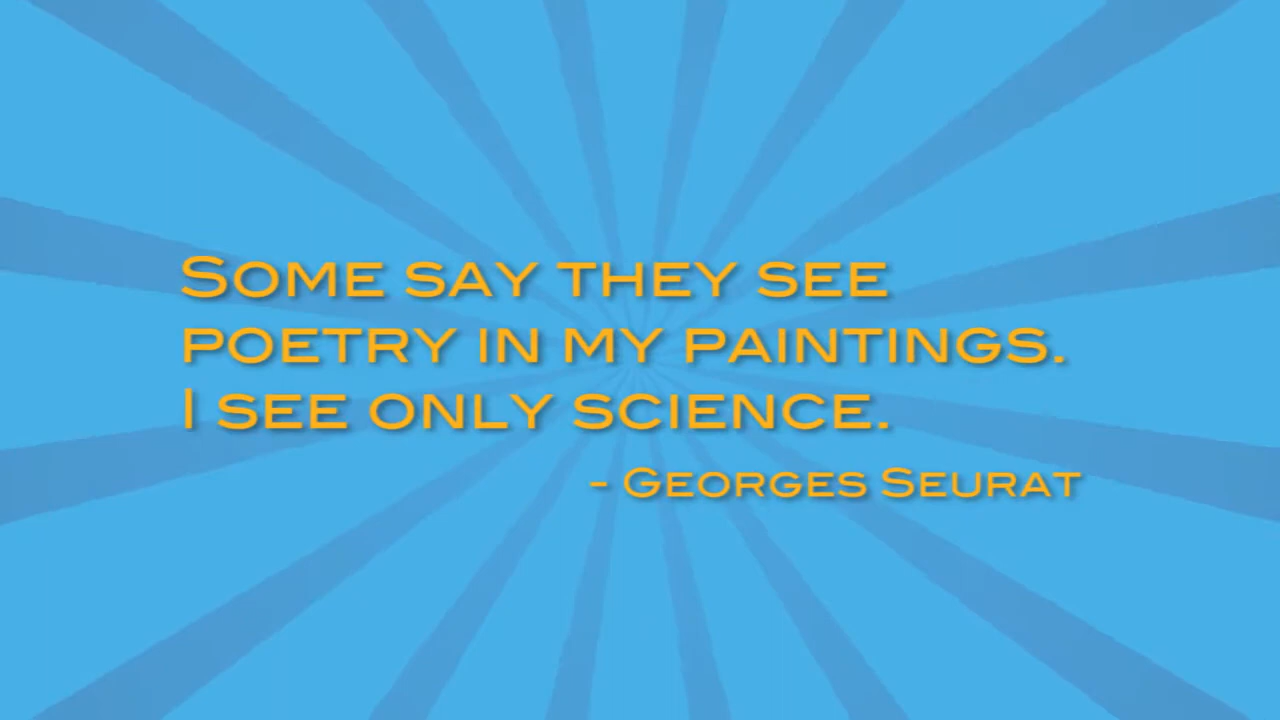 Some say they see
poetry in my paintings.
I see only science.
- Georges Seurat